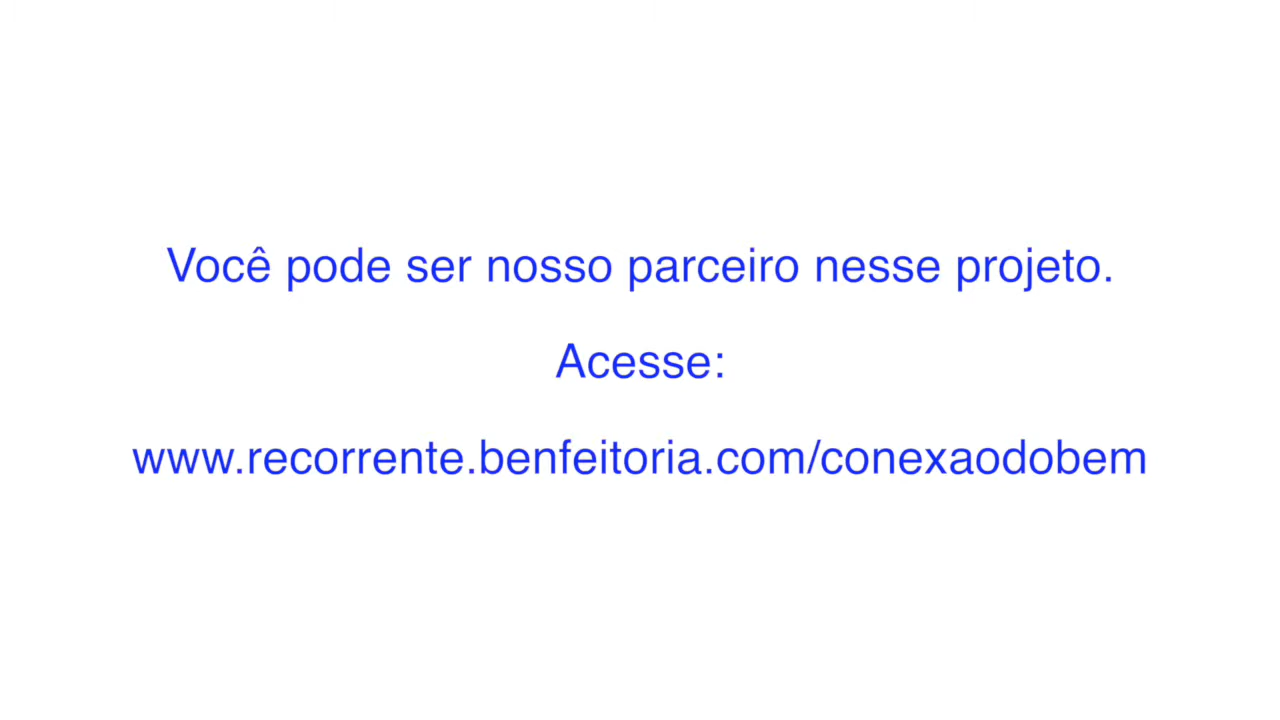 Você pode ser nosso parceiro nesse projeto.
Acesse:
www.recorrente.benfeitoria.com/conexaodobem